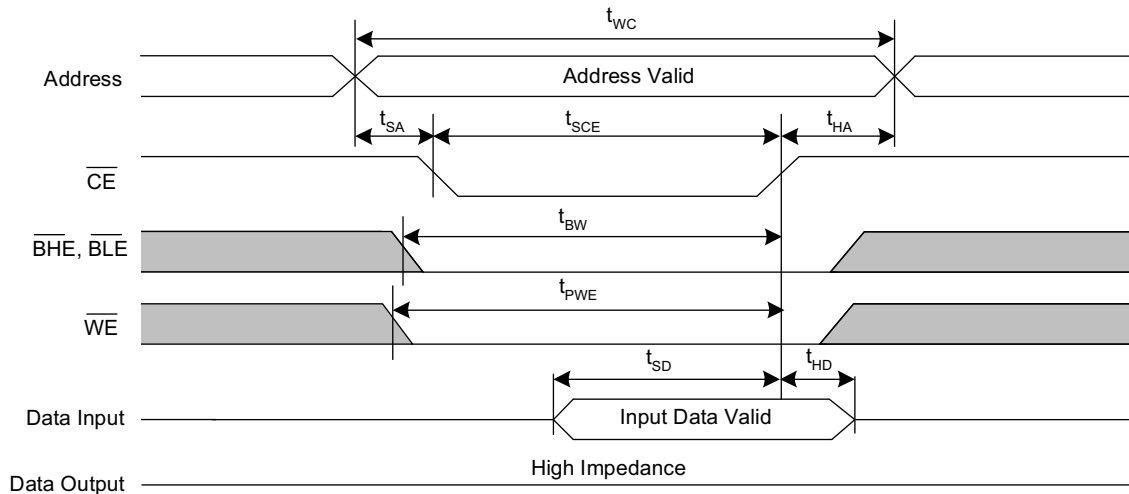 tWC
Address
Address Valid
tSA
tSCE
tHA
CE
tBW
BHE, BLE
tPWE
WE
tSD
tHD
Data Input
Input Data Valid
High Impedance
Data Output